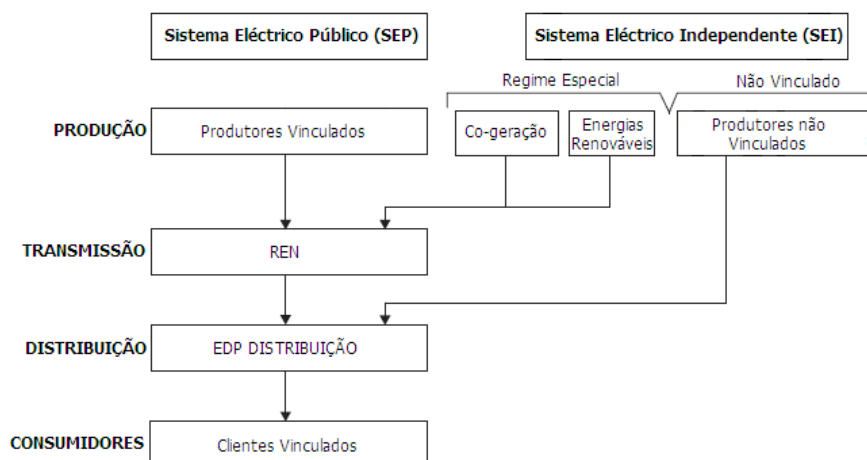 Sistema Eléctrico Público (SEP)
Sistema Eléctrico Independente (SEI)
Regime Especial
Não Vinculado
PRODUÇÃO
Produtores Vinculados
Co-geração
Energias
Renováveis
Produtores não
Vinculados
TRANSMISSÃO
REN
DISTRIBUIÇÃO
EDP DISTRIBUIÇÃO
CONSUMIDORES
Clientes Vinculados